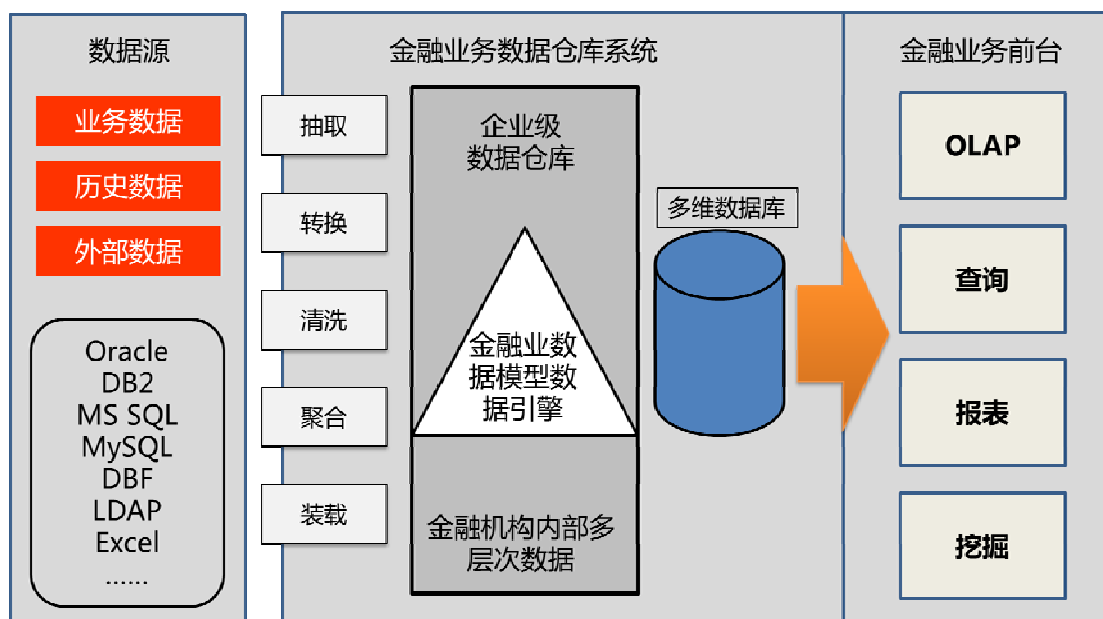 数据源
业务数据
历史数据
外部数据
Oracle
DB2
MS SQL
MySQL
DBF
LDAP
Excel
......
金融业务数据仓库系统
抽取
转换
清洗
聚合
装载
企业级
数据仓库
金融业数
据模型数
据引擎
金融机构内部多
层次数据
多维数据库
金融业务前台
OLAP
查询
报表
挖掘